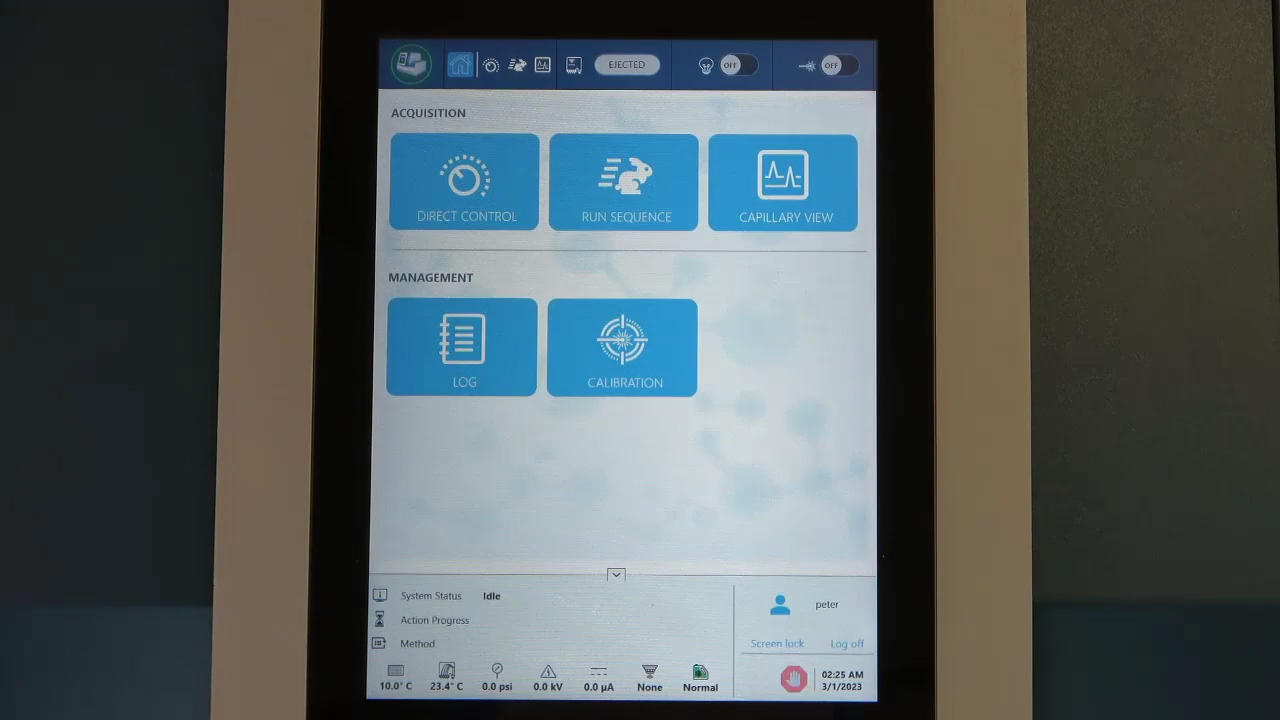 EJECTED OFF OFF
ACQUISITION
DIRECT CONTROL RUN SEQUENCE CAPILLARY VIEW
MANAGEMENT
LOG CALIBRATION
System Status Idle
Action Progress
Method
peter
Screen lock Log off
10.0° C 23.4° C 0.0 psi 0.0 kV 0.0 µA None Normal
02:25 AM
3/1/2023